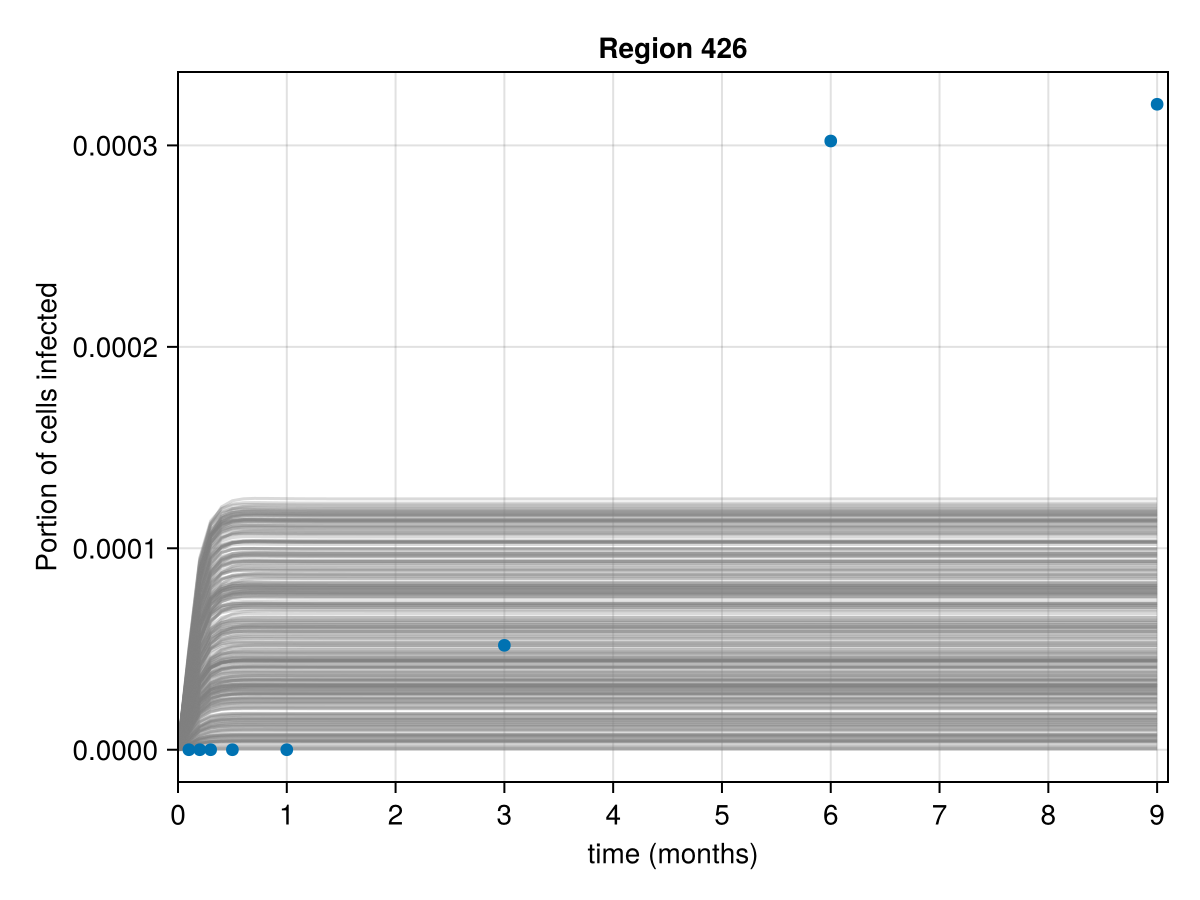 Region 426
Portion of cells infected
0.0003
0.0002
0.0001
0.0000
0 1 2 3 4 5 6 7 8 9
time (months)